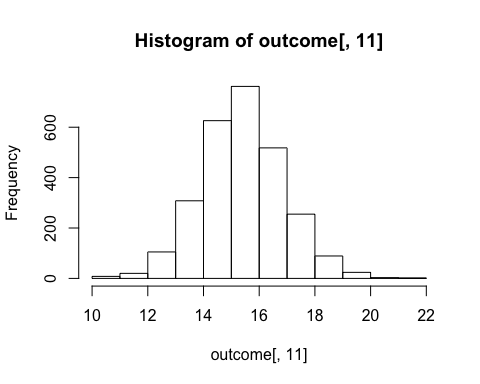 Histogram of outcome[, 11]
Frequency
600
400
200
0
10 12 14 16 18 20 22
outcome[, 11]